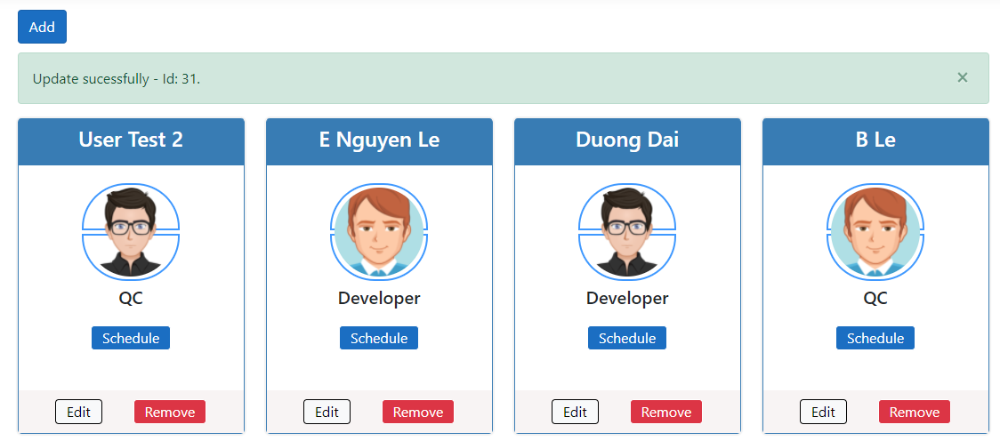 Add
Update sucessfully - Id: 31.
×
User Test 2
E Nguyen Le
Duong Dai
B Le
QC
Developer
Developer
QC
Schedule
Schedule
Schedule
Schedule
Edit
Remove
Edit
Remove
Edit
Remove
Edit
Remove